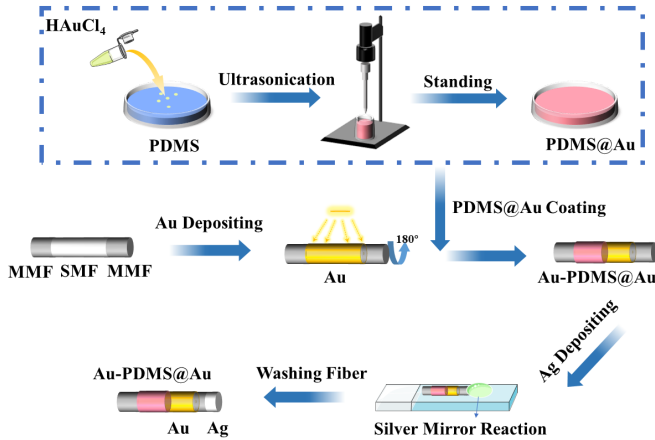 HAuCl4
Ultrasonication
Standing
PDMS
PDMS@Au
Au Depositing
180°
PDMS@Au Coating
MMF SMF MMF
Au
Au-PDMS@Au
Ag Depositing
Au-PDMS@Au
Washing Fiber
Au Ag
Silver Mirror Reaction